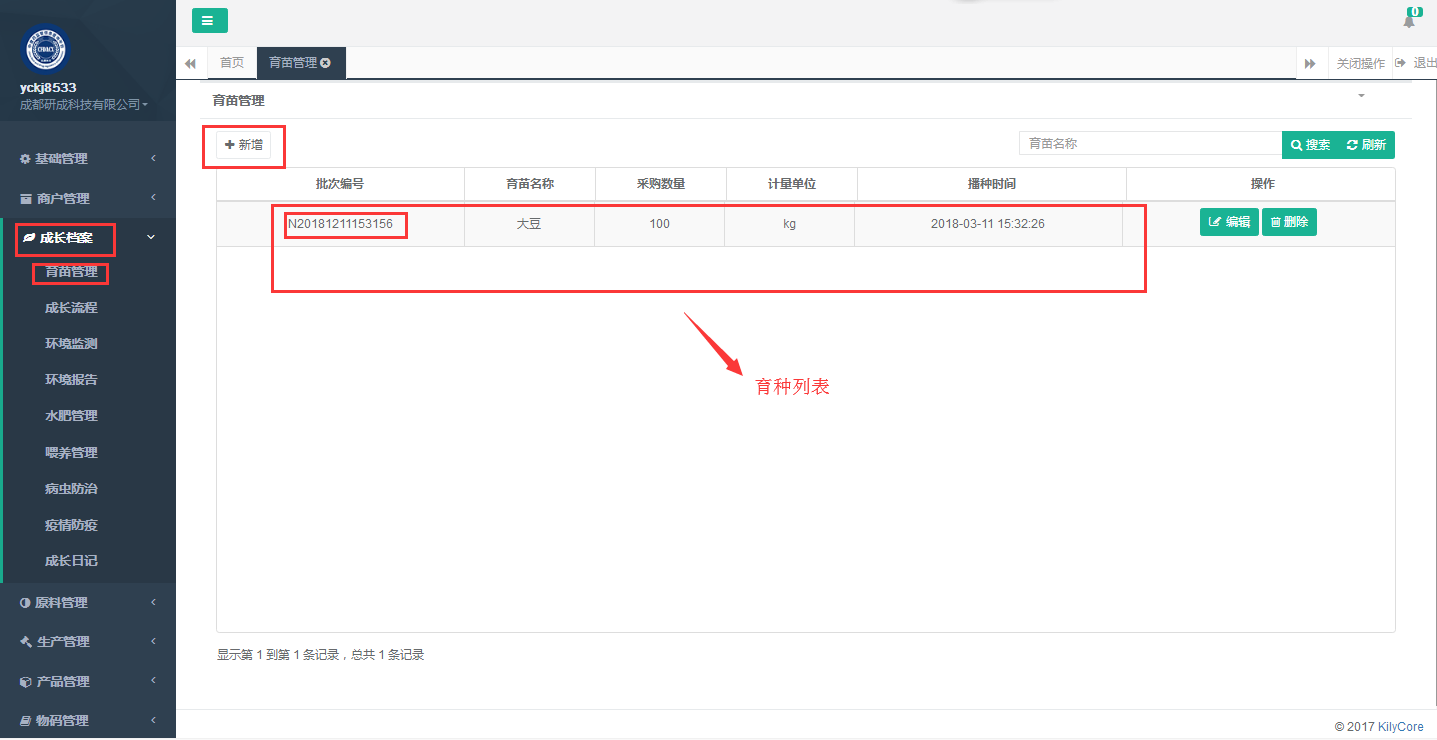 yckj8533
成都研成科技有限公司
基础管理
商户管理
成长档案
育苗管理
成长流程
环境监测
环境报告
水肥管理
喂养管理
病虫防治
疫情防疫
成长日记
原料管理
生产管理
产品管理
物码管理
0
首页
育苗管理
关闭操作
退出
育苗管理
新增
育苗名称
搜索
刷新
批次编号 育苗名称 采购数量 计量单位 播种时间 操作
N20181211153156 大豆 100 kg 2018-03-11 15:32:26 编辑 删除
育种列表
显示第 1 到第 1 条记录，总共 1 条记录
© 2017 KilyCore